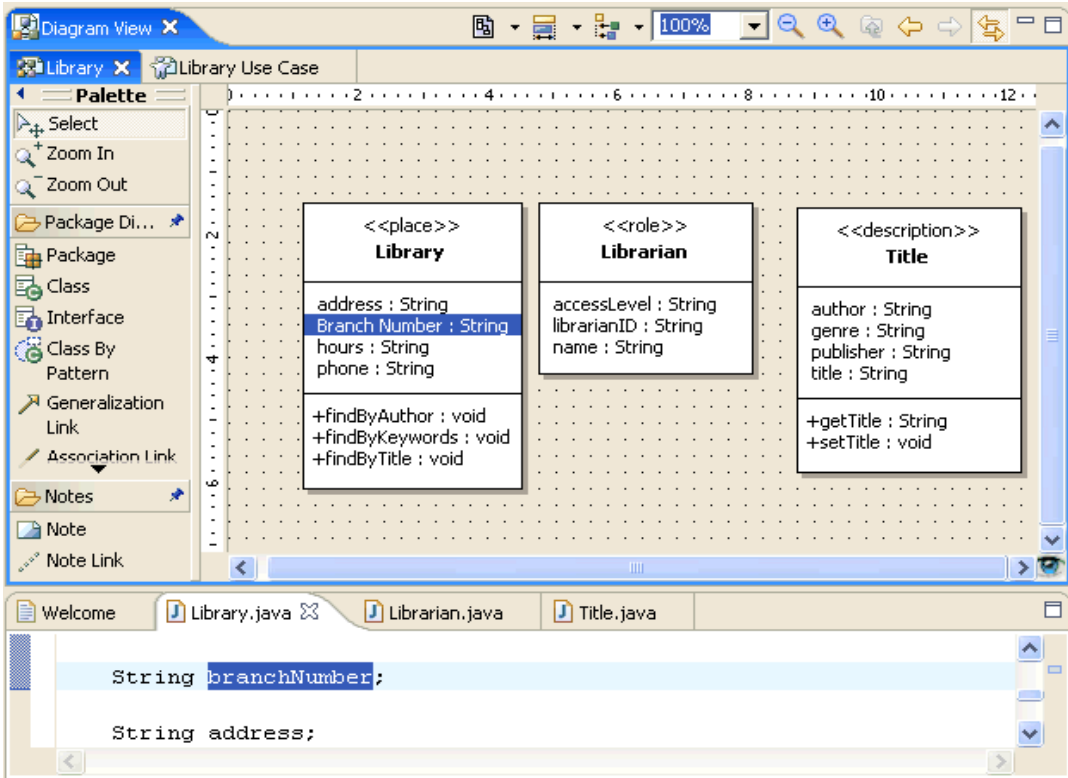 Diagram View
100%
Library
Library Use Case
Palette
2 4 6 8 10 12
Select
Zoom In
Zoom Out
Package Di...
Package
Class
Interface
Class By
Pattern
Generalization
Link
Association Link
Notes
Note
Note Link
0
2
4
6
<<place>>
Library
address : String
Branch Number : String
hours : String
phone : String
+findByAuthor : void
+findByKeywords : void
+findByTitle : void
<<role>>
Librarian
accessLevel : String
librarianID : String
name : String
<<description>>
Title
author : String
genre : String
publisher : String
title : String
+getTitle : String
+setTitle : void
Welcome
Library.java
Librarian.java
Title.java
String branchNumber;
String address;